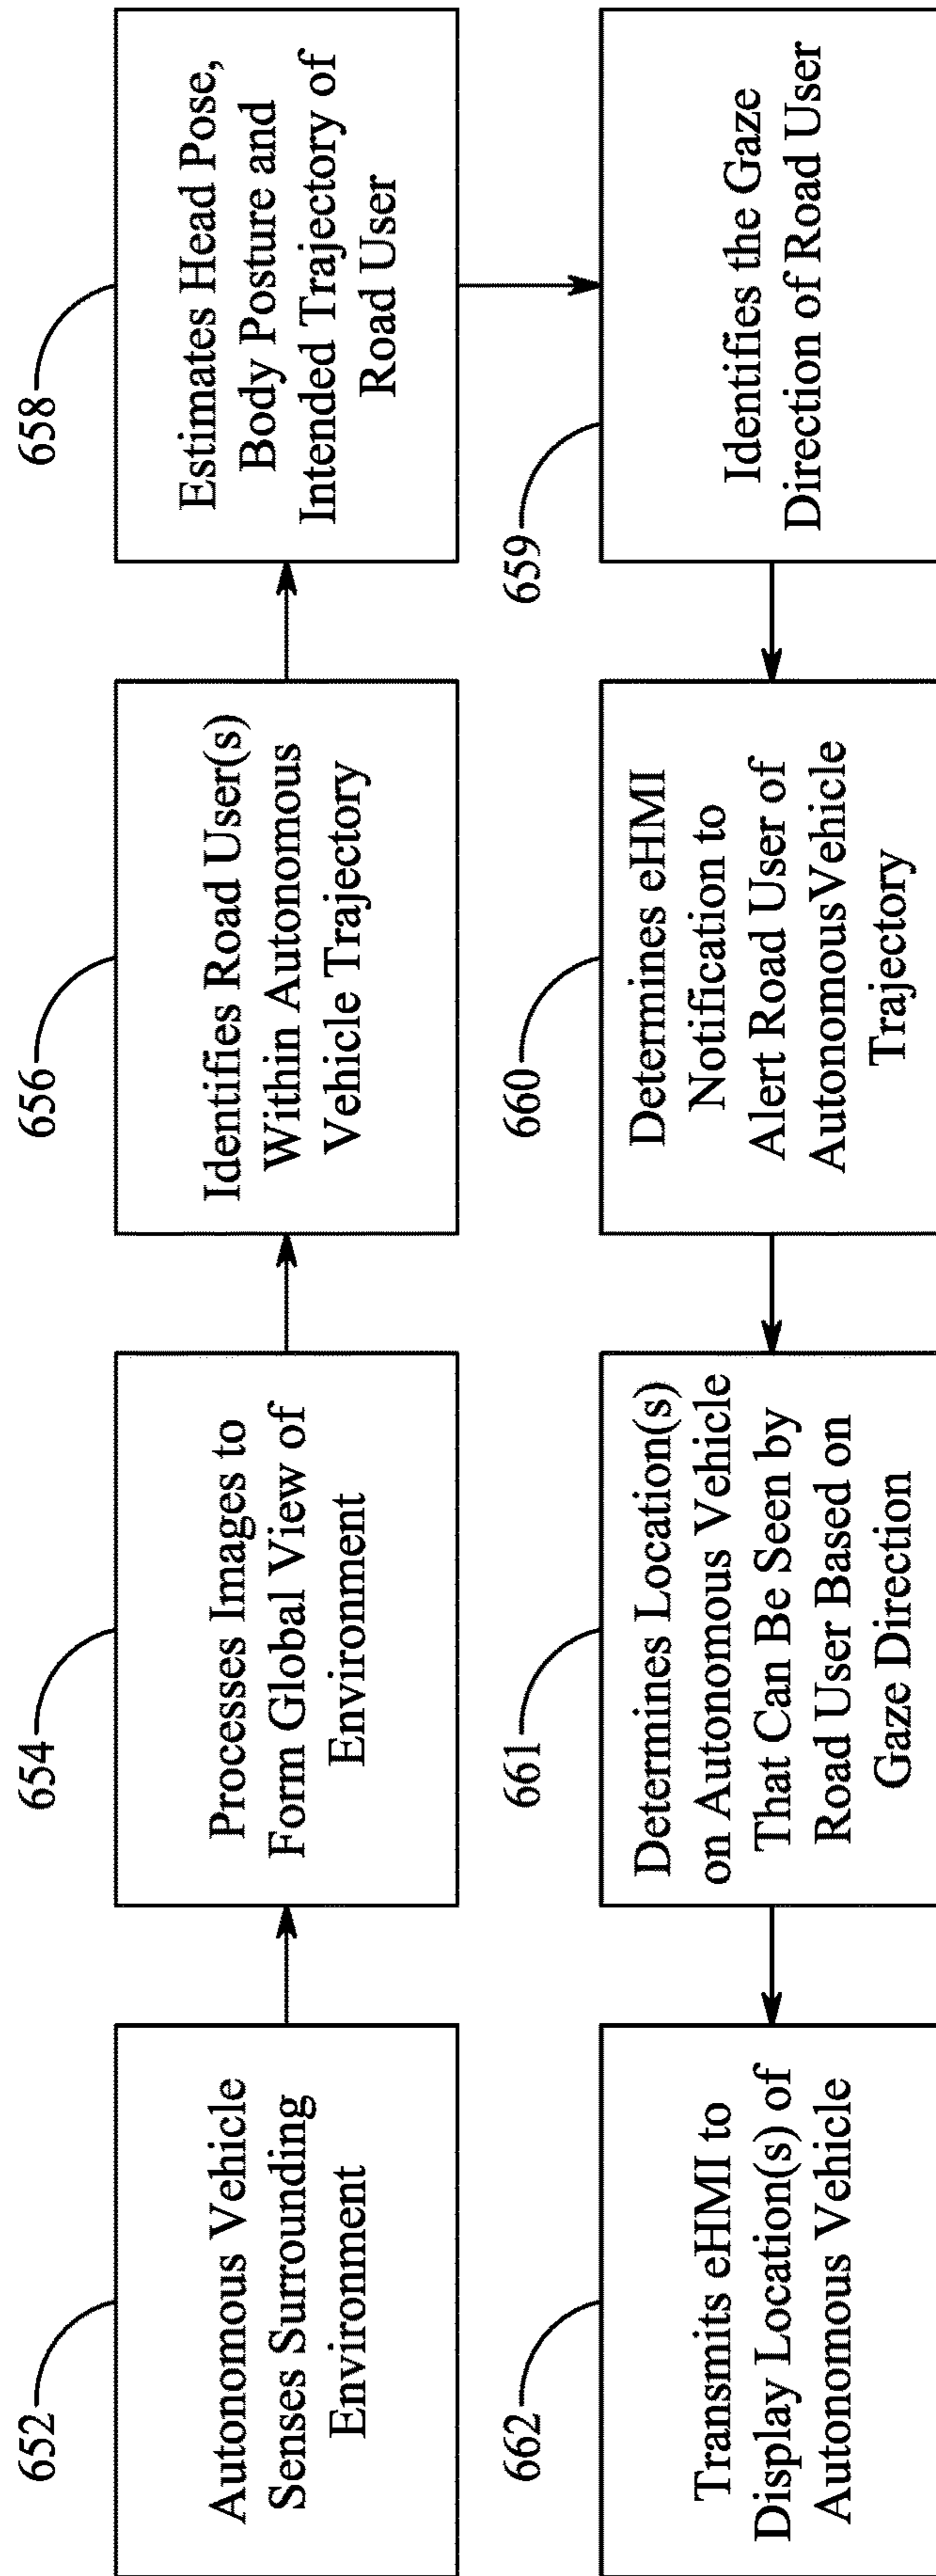 652
Autonomous Vehicle
Senses Surrounding
Environment
654
Processes Images to
Form Global View of
Environment
656
Identifies Road User(s)
Within Autonomous
Vehicle Trajectory
658
Estimates Head Pose,
Body Posture and
Intended Trajectory of
Road User
659
Identifies the Gaze
Direction of Road User
660
Determines eHMI
Notification to
Alert Road User of
AutonomousVehicle
Trajectory
661
Determines Location(s)
on Autonomous Vehicle
That Can Be Seen by
Road User Based on
Gaze Direction
662
Transmits eHMI to
Display Location(s) of
Autonomous Vehicle